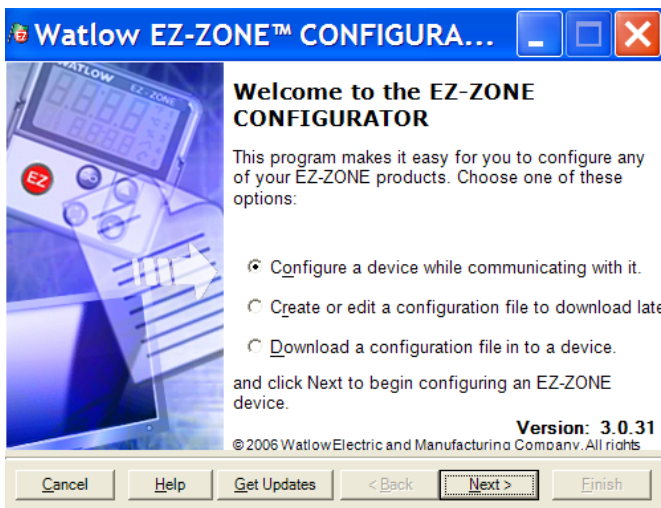 Watlow EZ-ZONE™ CONFIGURA...
WATLOW
EZ-ZONE
EZ
Welcome to the EZ-ZONE
CONFIGURATOR
This program makes it easy for you to configure any
of your EZ-ZONE products. Choose one of these
options:
Configure a device while communicating with it.
Create or edit a configuration file to download late
Download a configuration file in to a device.
and click Next to begin configuring an EZ-ZONE
device.
Version: 3.0.31
©2006 Watlow Electric and Manufacturing Company. All rights
Cancel Help Get Updates < Back Next > Finish